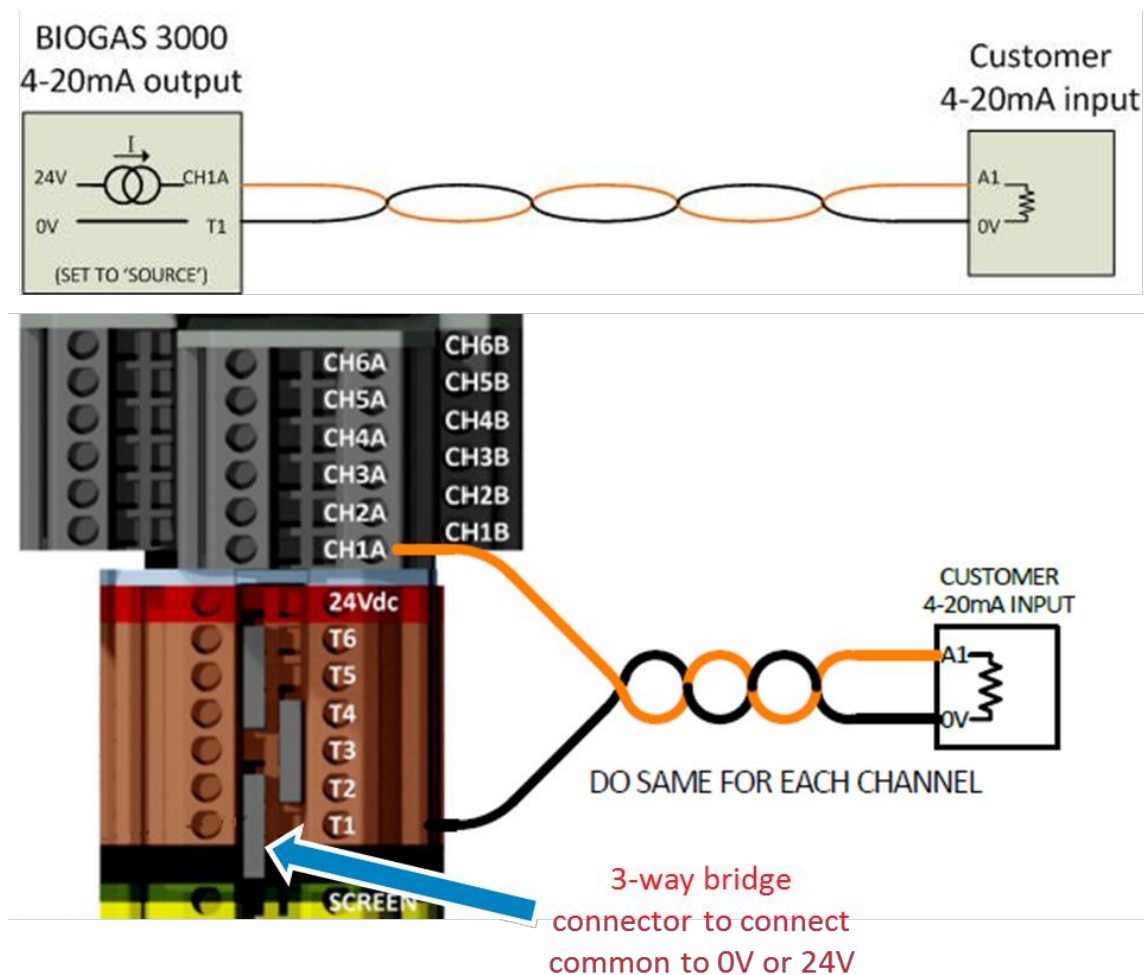 BIOGAS 3000
4-20mA output
Customer
4-20mA input
24V
I
CH1A
0V
T1
(SET TO 'SOURCE')
A1
0V
CH6A
CH5A
CH4A
CH3A
CH2A
CH1A
CH6B
CH5B
CH4B
CH3B
CH2B
CH1B
24Vdc
T6
T5
T4
T3
T2
T1
SCREEN
CUSTOMER
4-20mA INPUT
A1
0V
DO SAME FOR EACH CHANNEL
3-way bridge
connector to connect
common to 0V or 24V